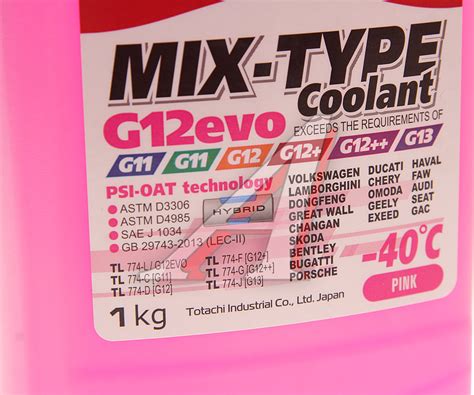 MIX-TYPE
Coolant
G12evo
EXCEEDS THE REQUIREMENTS OF
G11 G11 G12 G12+ G12++ G13
PSI-OAT technology
• ASTM D3306
• ASTM D4985
• SAE J 1034
• GB 29743-2013 (LEC-II)
HYBRID
TL 774-L / G12EVO
TL 774-C [G11]
TL 774-D [G12]
TL 774-F [G12+]
TL 774-G [G12++]
TL 774-J [G13]
VOLKSWAGEN
LAMBORGHINI
DONGFENG
GREAT WALL
CHANGAN
SKODA
BENTLEY
BUGATTI
PORSCHE
DUCATI
CHERY
OMODA
GEELY
EXEED
HAVAL
FAW
AUDI
SEAT
GAC
-40°C
PINK
1 kg
Totachi Industrial Co., Ltd. Japan